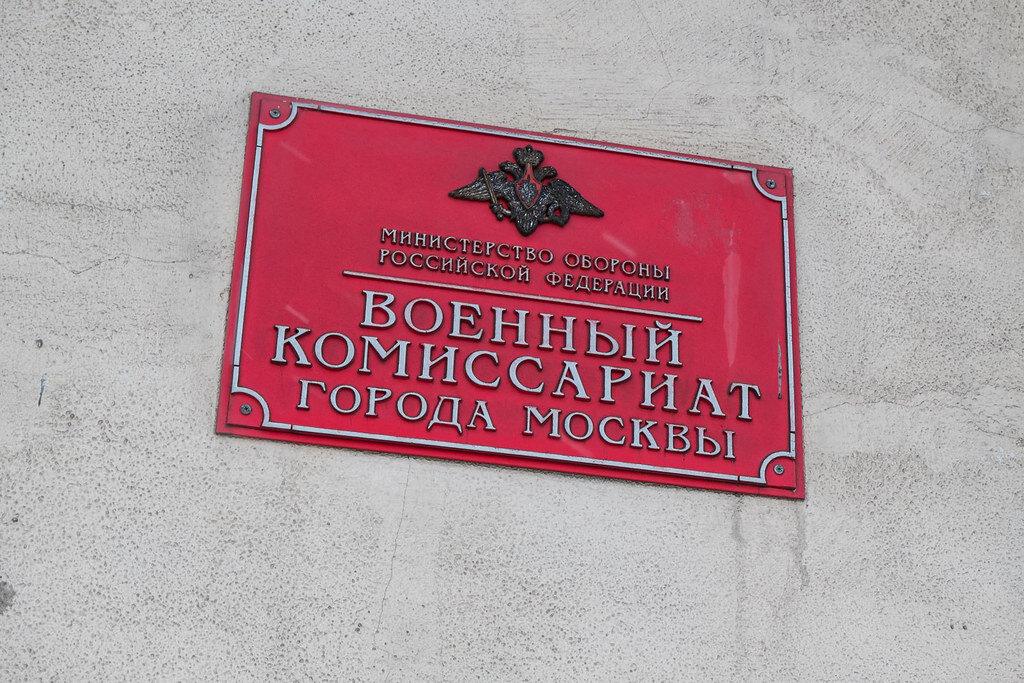 МИНИСТЕРСТВО ОБОРОНЫ
РОССИЙСКОЙ ФЕДЕРАЦИИ
ВОЕННЫЙ
КОМИССАРИАТ
ГОРОДА МОСКВЫ